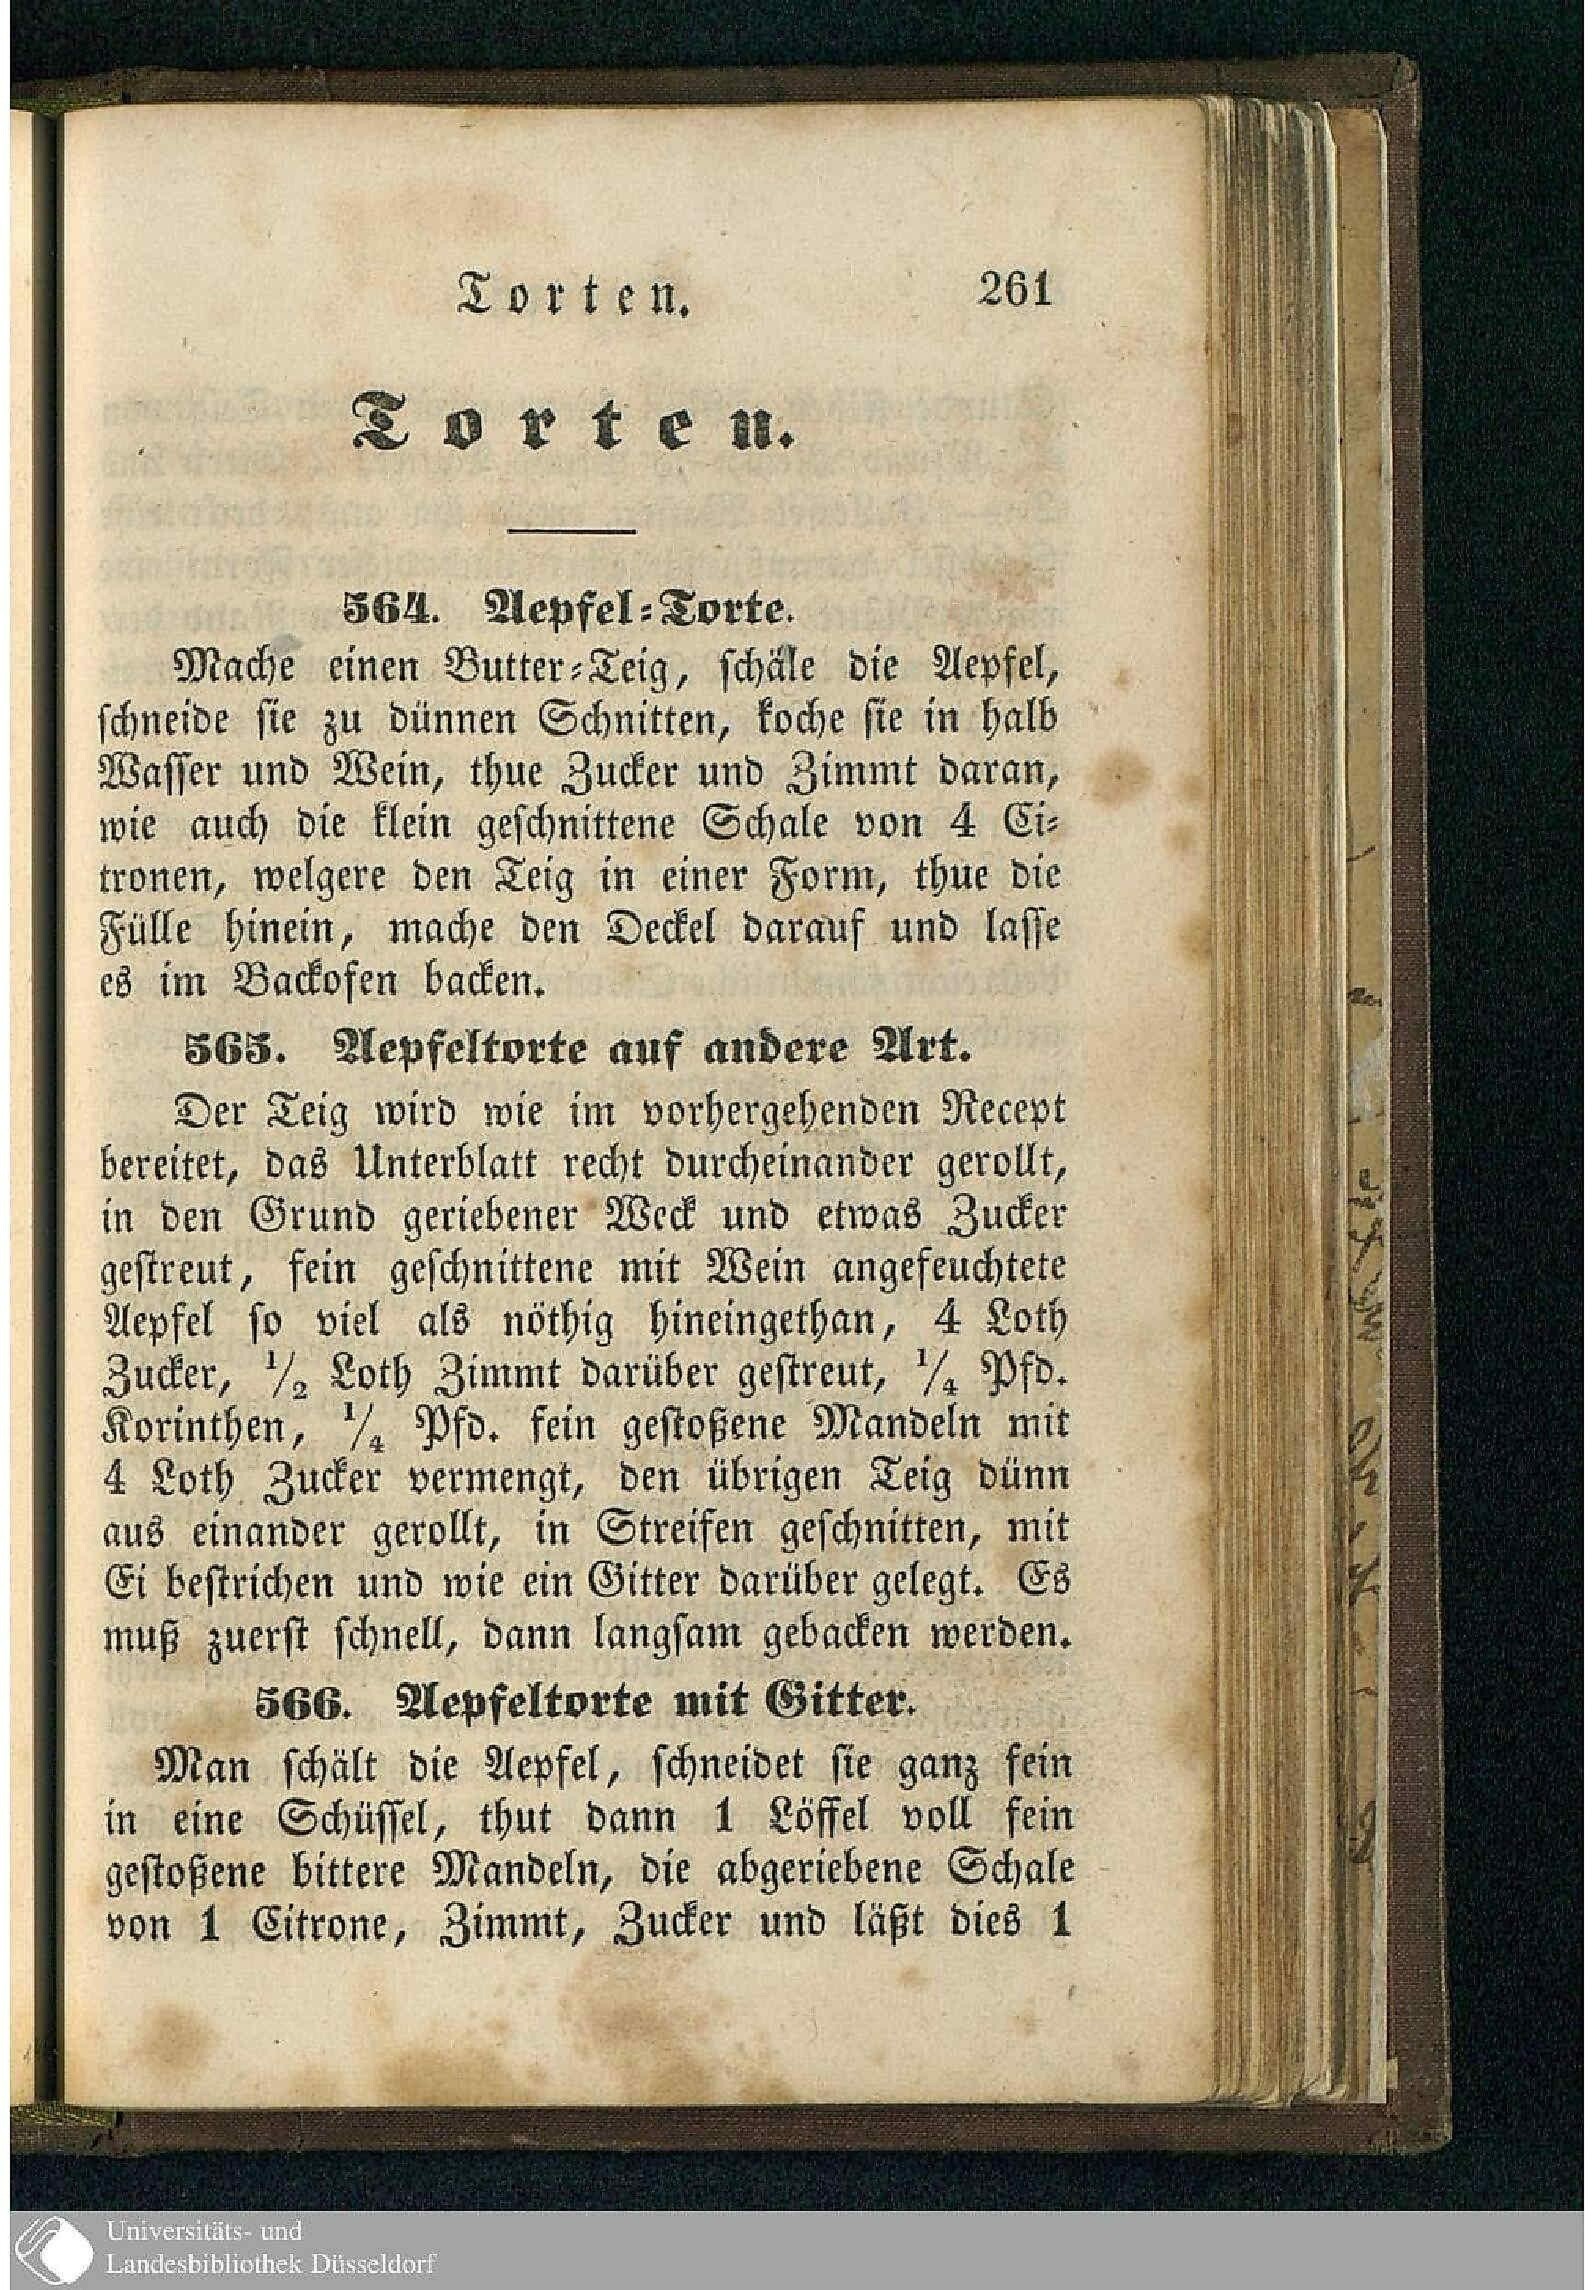 Torten. 261
Torten.
564. Aepfel-Torte.
Mache einen Butter-Teig, schäle die Aepfel,
schneide sie zu dünnen Schnitten, koche sie in halb
Wasser und Wein, thue Zucker und Zimmt daran,
wie auch die klein geschnittene Schale von 4 Ci-
tronen, welgere den Teig in einer Form, thue die
Fülle hinein, mache den Deckel darauf und lasse
es im Backofen backen.
565. Aepfeltorte auf andere Art.
Der Teig wird wie im vorhergehenden Recept
bereitet, das Unterblatt recht durcheinander gerollt,
in den Grund geriebener Weck und etwas Zucker
gestreut, fein geschnittene mit Wein angefeuchtete
Aepfel so viel als nöthig hineingethan, 4 Loth
Zucker, 1/2 Loth Zimmt darüber gestreut, 1/4 Pfd.
Korinthen, 1/4 Pfd. fein gestoßene Mandeln mit
4 Loth Zucker vermengt, den übrigen Teig dünn
aus einander gerollt, in Streifen geschnitten, mit
Ei bestrichen und wie ein Gitter darüber gelegt. Es
muß zuerst schnell, dann langsam gebacken werden.
566. Aepfeltorte mit Gitter.
Man schält die Aepfel, schneidet sie ganz fein
in eine Schüssel, thut dann 1 Löffel voll fein
gestoßene bittere Mandeln, die abgeriebene Schale
von 1 Citrone, Zimmt, Zucker und läßt dies 1
Universitäts- und
Landesbibliothek Düsseldorf